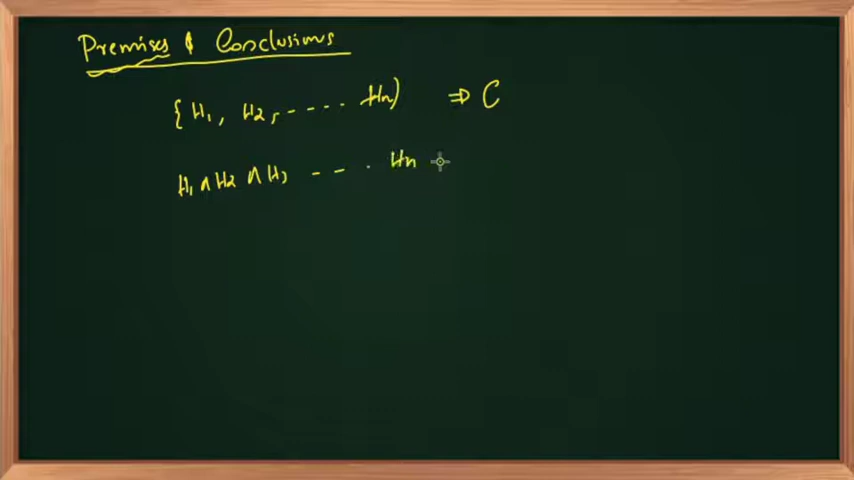 Premises & Conclusions
{ H1, H2, - - - . . . Hn) ⇒ C
H1 ∧ H2 ∧ H3 - - . Hn